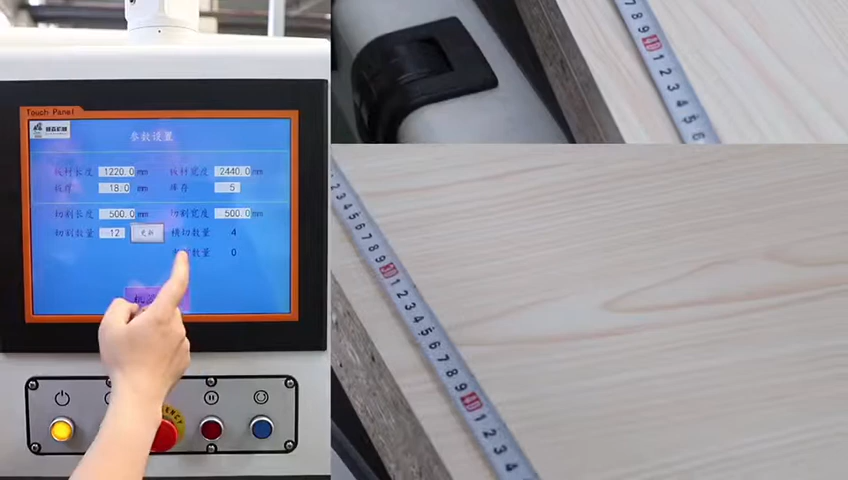 Touch Panel
参数设置
板材长度 1220.0 mm 板材宽度 2440.0 mm
板厚 18.0 mm 库存 5
切割长度 500.0 mm 切割宽度 500.0 mm
切割数量 12 更新 横切数量 4
数量 0